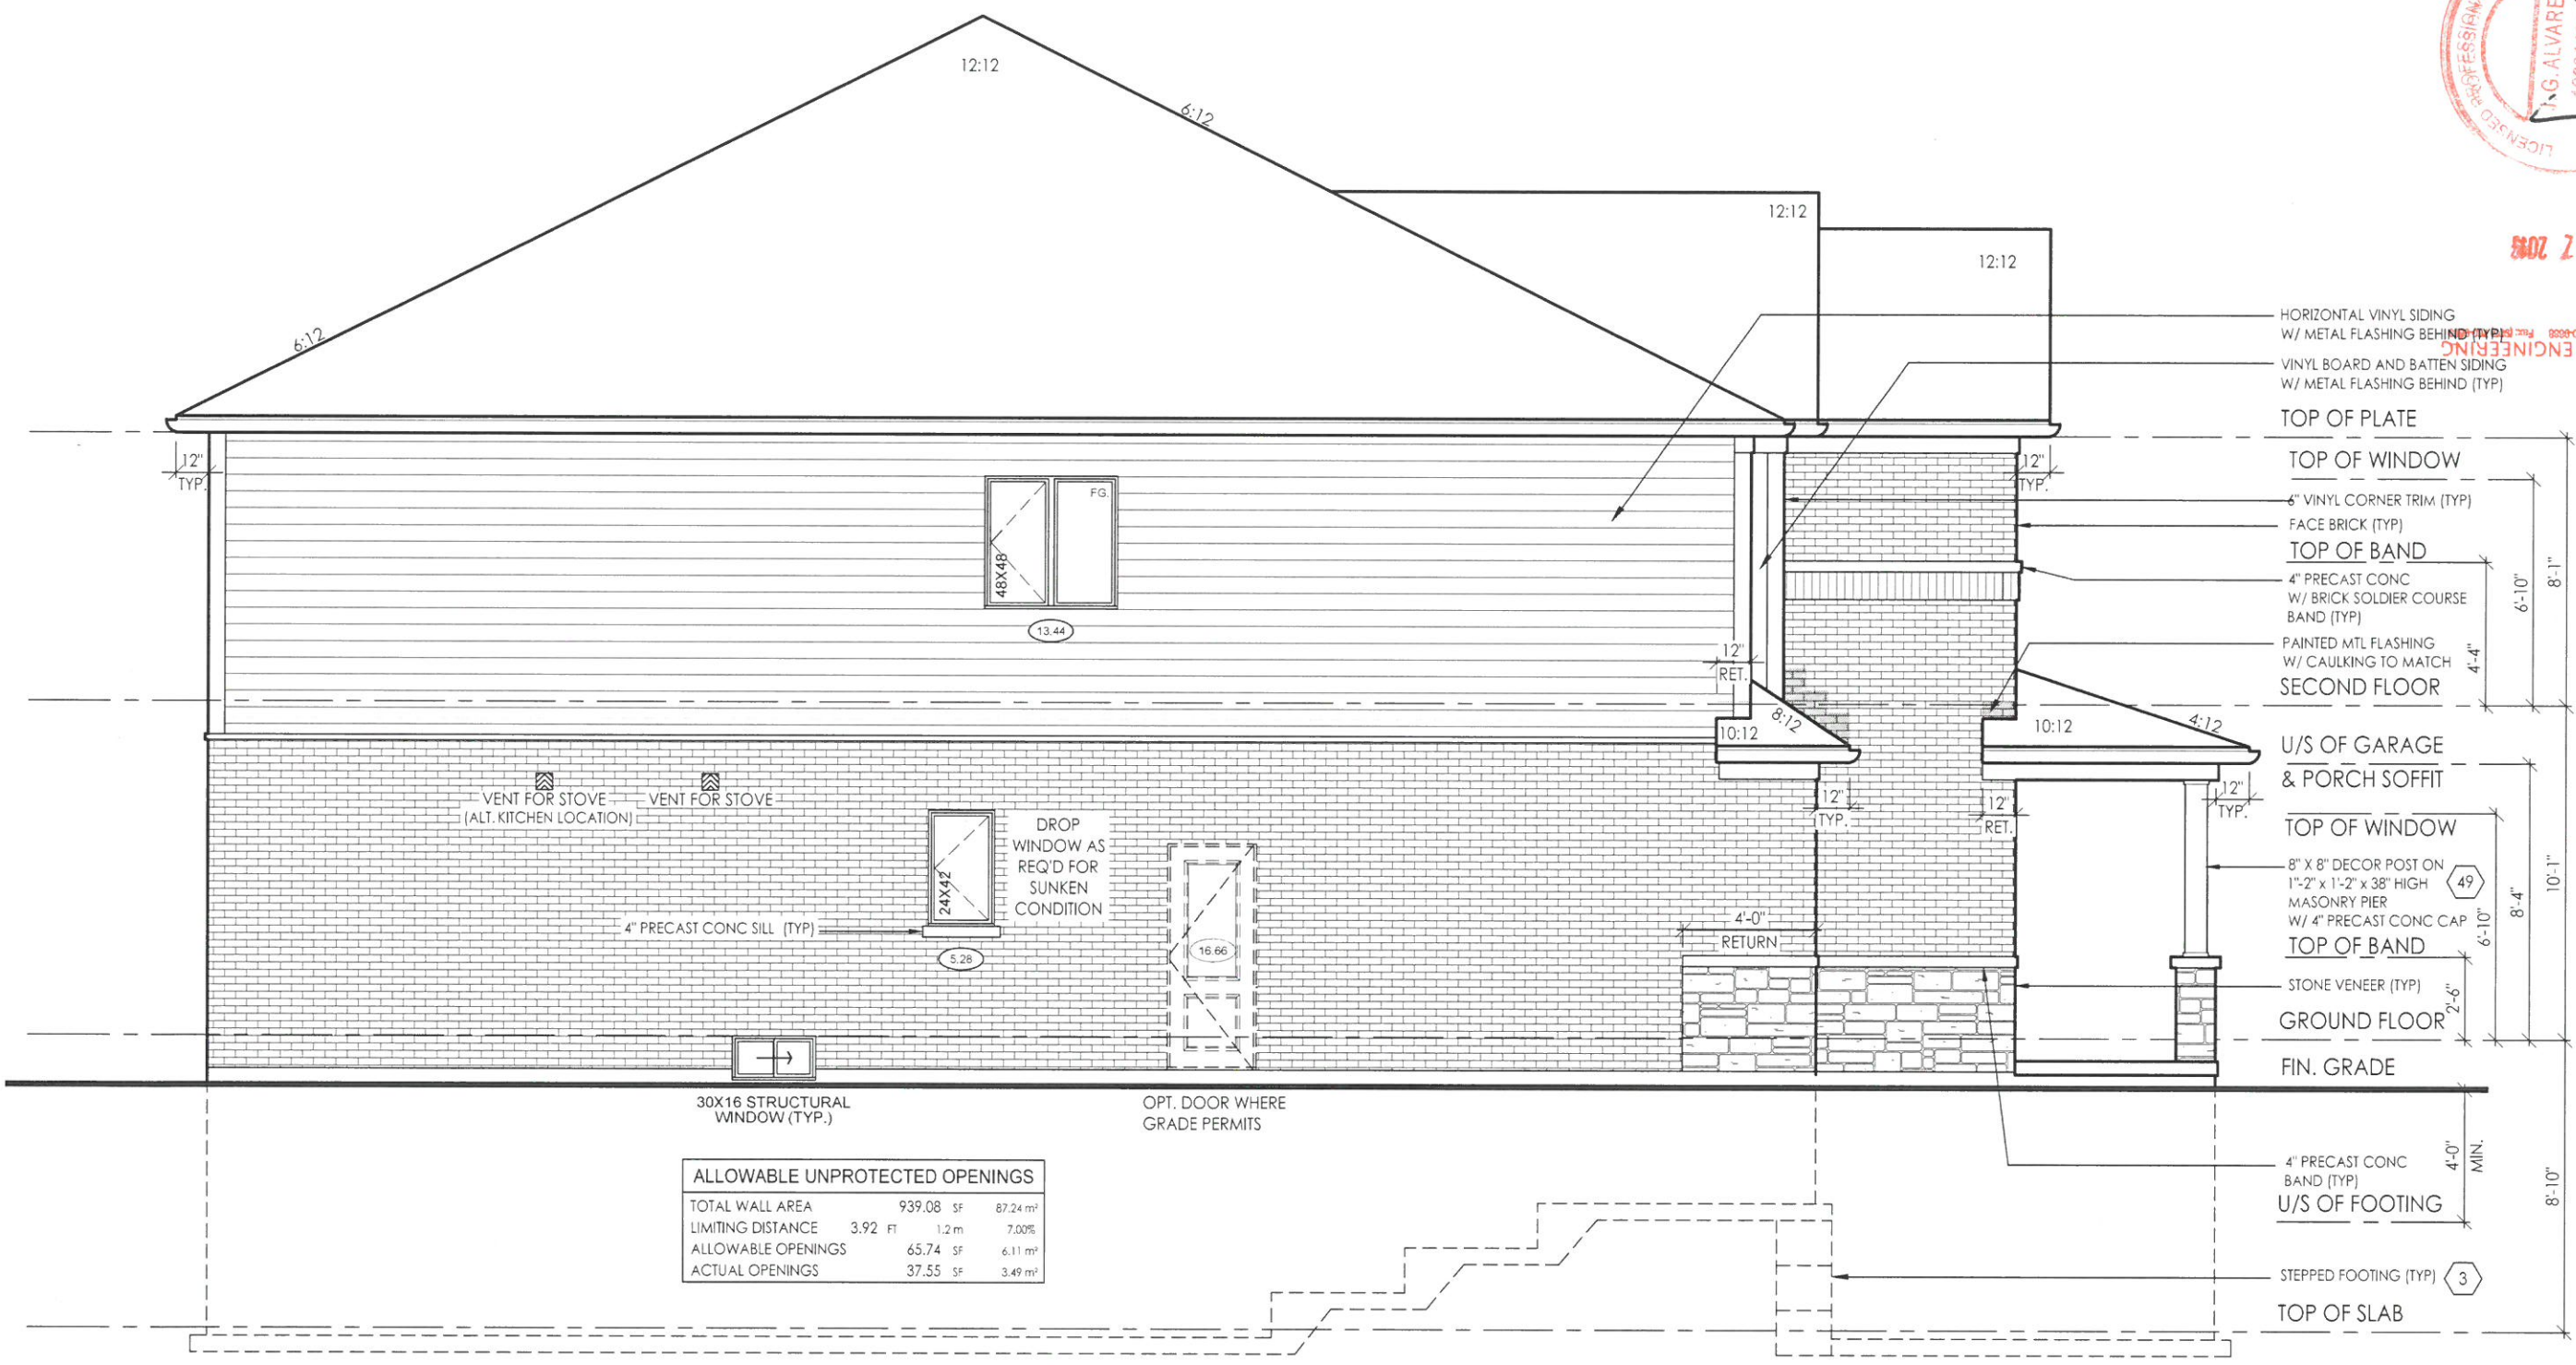 12:12
6:12
6:12
12:12
12:12
LICENSED PROFESSIONAL
J.G. ALVAREZ
2013
ENGINEERING
HORIZONTAL VINYL SIDING
W/ METAL FLASHING BEHIND (TYP)
VINYL BOARD AND BATTEN SIDING
W/ METAL FLASHING BEHIND (TYP)
TOP OF PLATE
TOP OF WINDOW
6" VINYL CORNER TRIM (TYP)
FACE BRICK (TYP)
TOP OF BAND
4" PRECAST CONC
W/ BRICK SOLDIER COURSE
BAND (TYP)
PAINTED MTL FLASHING
W/ CAULKING TO MATCH
SECOND FLOOR
4'-4"
6'-10"
8'-1"
12"
TYP.
12"
TYP.
FG.
48X48
13.44
12"
RET.
8:12
10:12
10:12
4:12
U/S OF GARAGE
& PORCH SOFFIT
12"
TYP.
12"
RET.
12"
TYP.
TOP OF WINDOW
8" X 8" DECOR POST ON
1"-2" x 1'-2" x 38" HIGH
MASONRY PIER
W/ 4" PRECAST CONC CAP
49
TOP OF BAND
STONE VENEER (TYP)
GROUND FLOOR
2'-6"
6'-10"
8'-4"
10'-1"
FIN. GRADE
VENT FOR STOVE
(ALT. KITCHEN LOCATION)
VENT FOR STOVE
24X42
DROP
WINDOW AS
REQ'D FOR
SUNKEN
CONDITION
4" PRECAST CONC SILL (TYP)
5.28
16.66
4'-0"
RETURN
30X16 STRUCTURAL
WINDOW (TYP.)
OPT. DOOR WHERE
GRADE PERMITS
4" PRECAST CONC
BAND (TYP)
U/S OF FOOTING
4'-0"
MIN.
8'-10"
STEPPED FOOTING (TYP) 3
TOP OF SLAB
ALLOWABLE UNPROTECTED OPENINGS
TOTAL WALL AREA 939.08 SF 87.24 m²
LIMITING DISTANCE 3.92 FT 1.2 m 7.00%
ALLOWABLE OPENINGS 65.74 SF 6.11 m²
ACTUAL OPENINGS 37.55 SF 3.49 m²